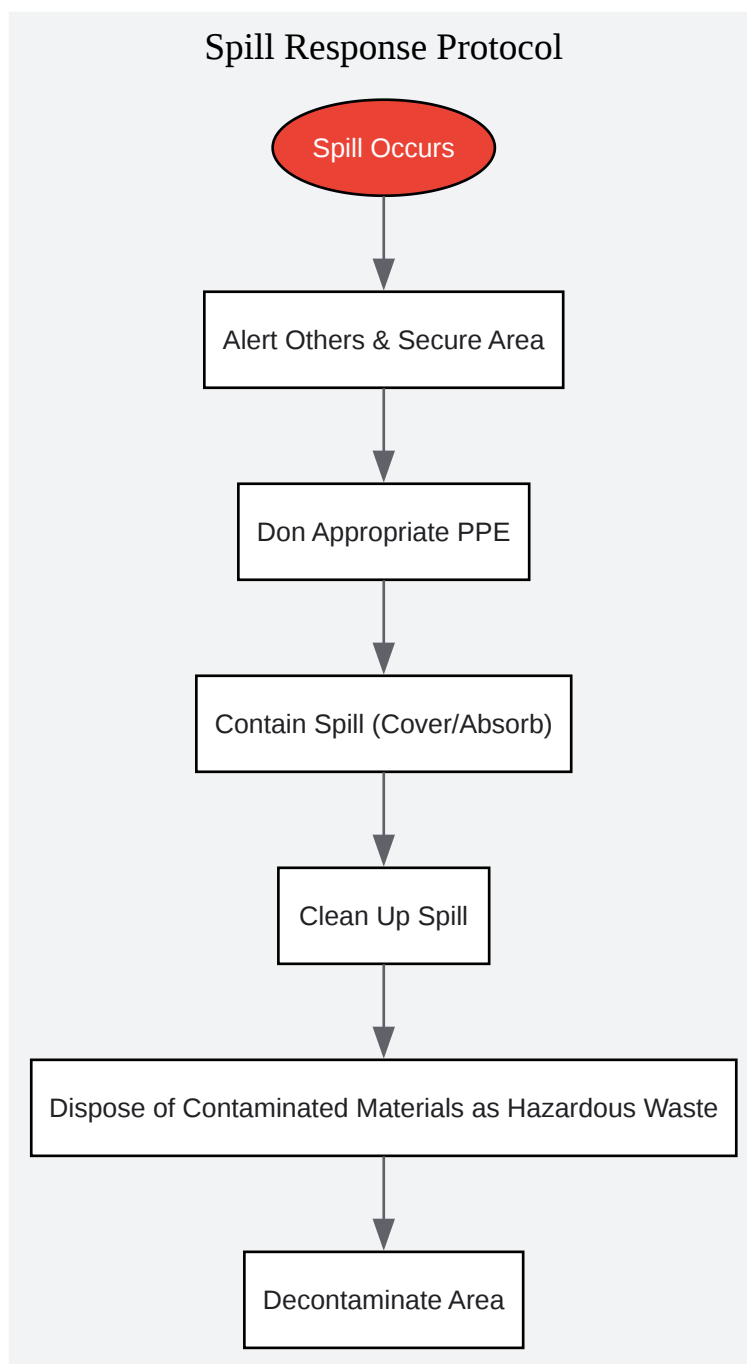 Spill Response Protocol
Spill Occurs
Alert Others & Secure Area
Don Appropriate PPE
Contain Spill (Cover/Absorb)
Clean Up Spill
Dispose of Contaminated Materials as Hazardous Waste
Decontaminate Area